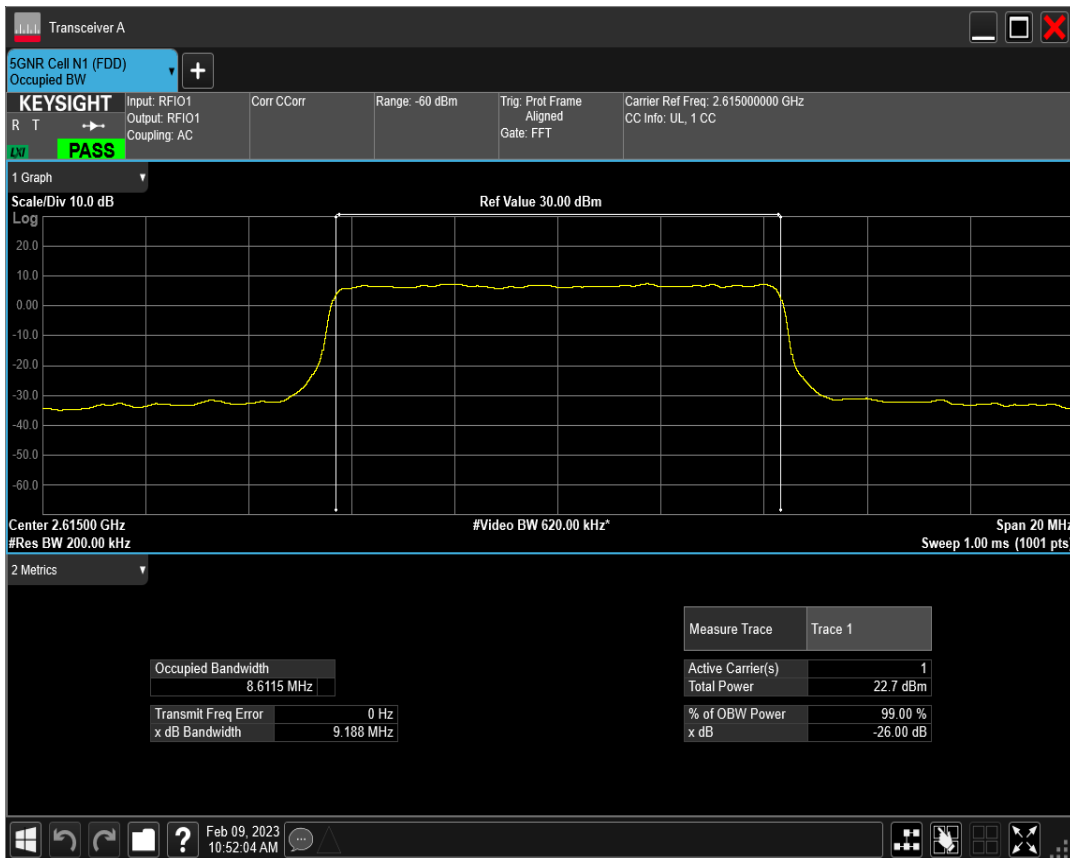 Transceiver A
5GNR Cell N1 (FDD)
Occupied BW
+
KEYSIGHT
R T
LXI
PASS
Input: RFIO1
Output: RFIO1
Coupling: AC
Corr CCorr
Range: -60 dBm
Trig: Prot Frame
Aligned
Gate: FFT
Carrier Ref Freq: 2.615000000 GHz
CC Info: UL, 1 CC
1 Graph
Scale/Div 10.0 dB
Ref Value 30.00 dBm
Log
20.0
10.0
0.00
-10.0
-20.0
-30.0
-40.0
-50.0
-60.0
Center 2.61500 GHz
#Video BW 620.00 kHz*
Span 20 MHz
#Res BW 200.00 kHz
Sweep 1.00 ms (1001 pts)
2 Metrics
Measure Trace Trace 1
Occupied Bandwidth
8.6115 MHz
Active Carrier(s) 1
Total Power 22.7 dBm
Transmit Freq Error 0 Hz
x dB Bandwidth 9.188 MHz
% of OBW Power 99.00 %
x dB -26.00 dB
?
Feb 09, 2023
10:52:04 AM